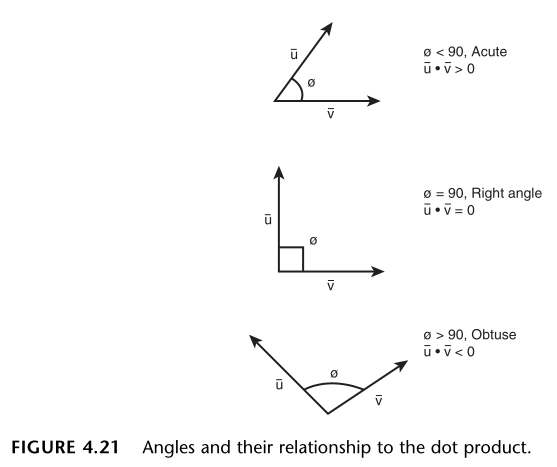 ū
ø
v̄
ø < 90, Acute
ū • v̄ > 0
ū
ø
v̄
ø = 90, Right angle
ū • v̄ = 0
ū
ø
v̄
ø > 90, Obtuse
ū • v̄ < 0
FIGURE 4.21 Angles and their relationship to the dot product.